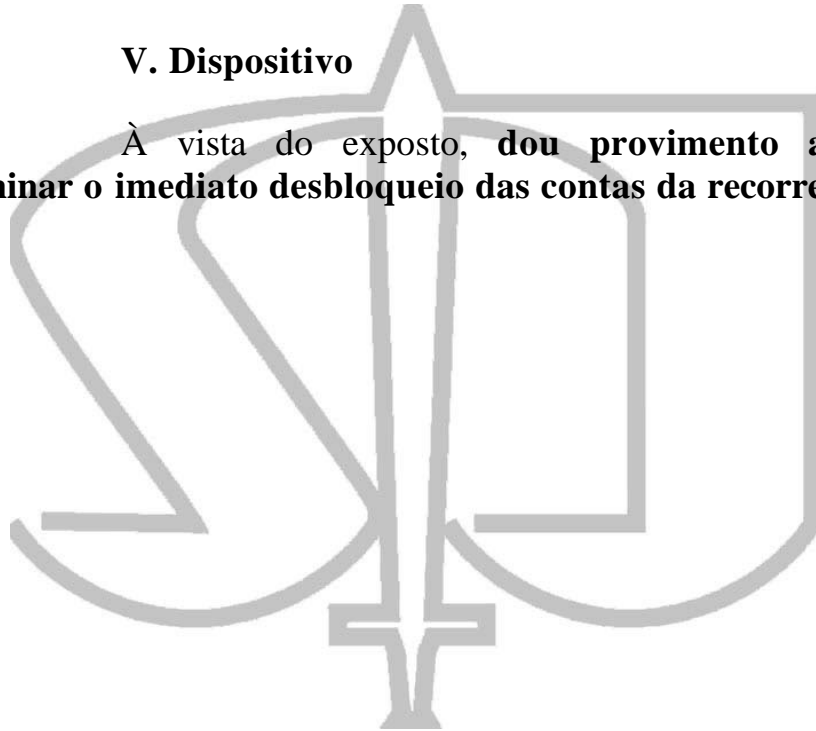 V. Dispositivo
À vista do exposto, dou provimento a
inar o imediato desbloqueio das contas da recorre